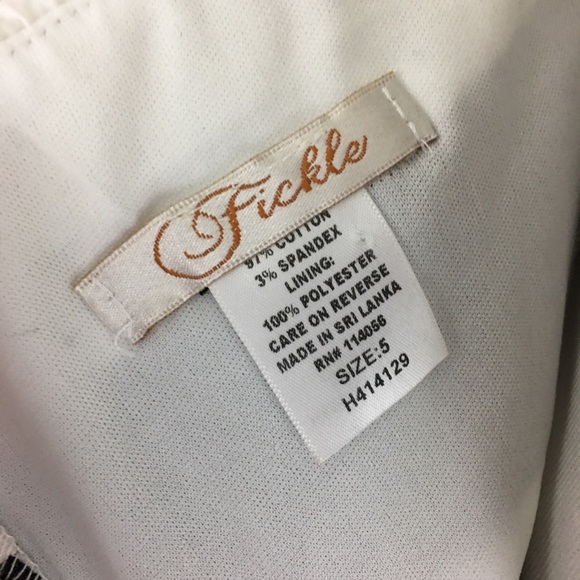 Fickle
97% COTTON
3% SPANDEX
LINING:
100% POLYESTER
CARE ON REVERSE
MADE IN SRI LANKA
RN# 114066
SIZE:5
H414129